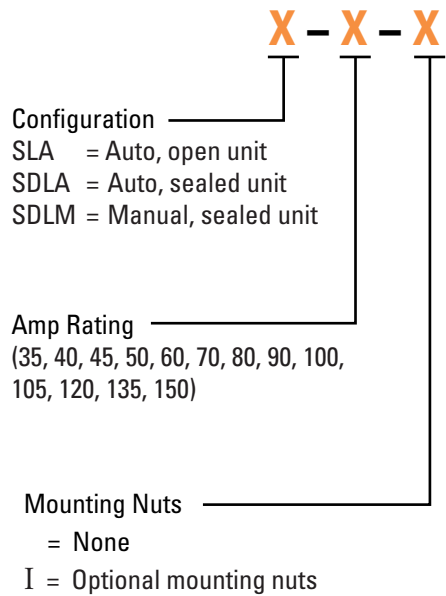 X – X – X
Configuration
SLA = Auto, open unit
SDLA = Auto, sealed unit
SDLM = Manual, sealed unit
Amp Rating
(35, 40, 45, 50, 60, 70, 80, 90, 100,
105, 120, 135, 150)
Mounting Nuts
= None
I = Optional mounting nuts